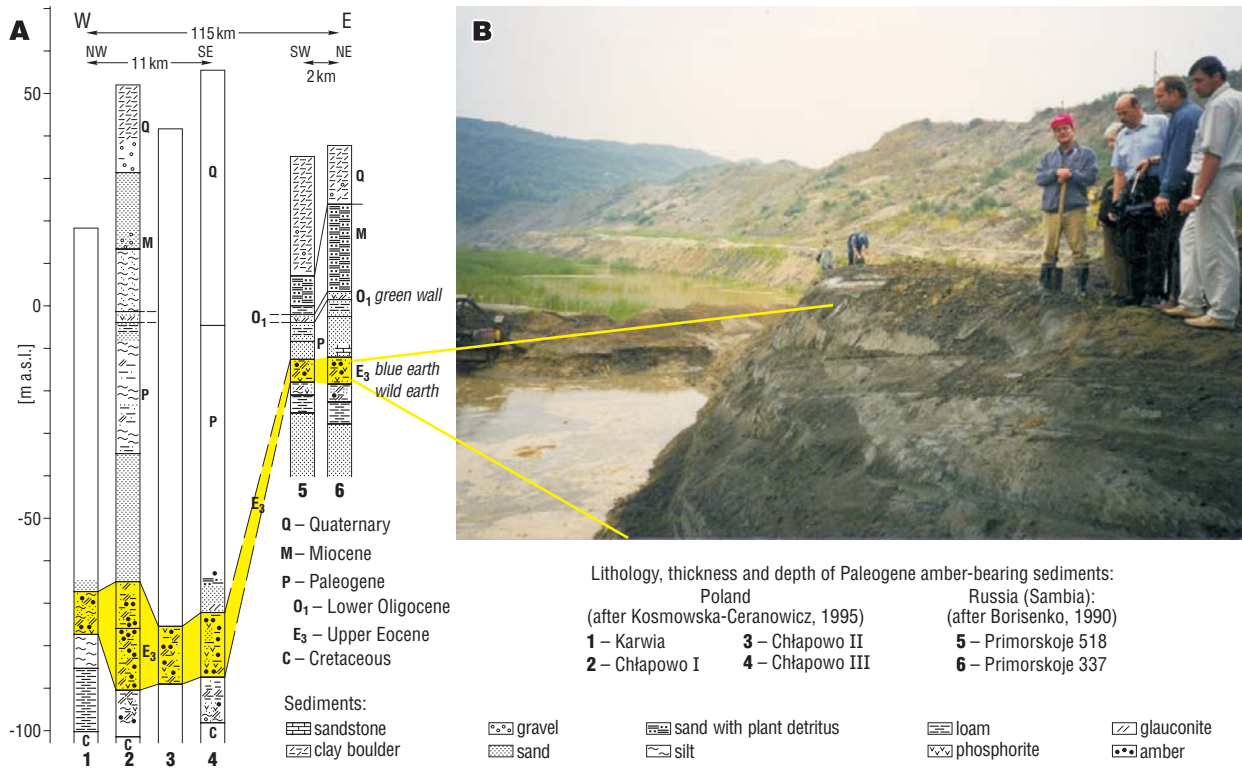 A
W
E
115 km
NW
SE
SW
NE
11 km
2 km
B
[m a.s.l.]
50
0
-50
-100
Q
M
P
E₃
C
1
C
2
3
Q
P
C
4
E₃
O₁
P
5
Q
M
O₁ green wall
E₃ blue earth
wild earth
6
Q – Quaternary
M – Miocene
P – Paleogene
O₁ – Lower Oligocene
E₃ – Upper Eocene
C – Cretaceous
Lithology, thickness and depth of Paleogene amber-bearing sediments:
Poland
(after Kosmowska-Ceranowicz, 1995)
1 – Karwia
2 – Chłapowo I
3 – Chłapowo II
4 – Chłapowo III
Russia (Sambia):
(after Borisenko, 1990)
5 – Primorskoje 518
6 – Primorskoje 337
Sediments:
sandstone
clay boulder
gravel
sand
sand with plant detritus
silt
loam
phosphorite
glauconite
amber